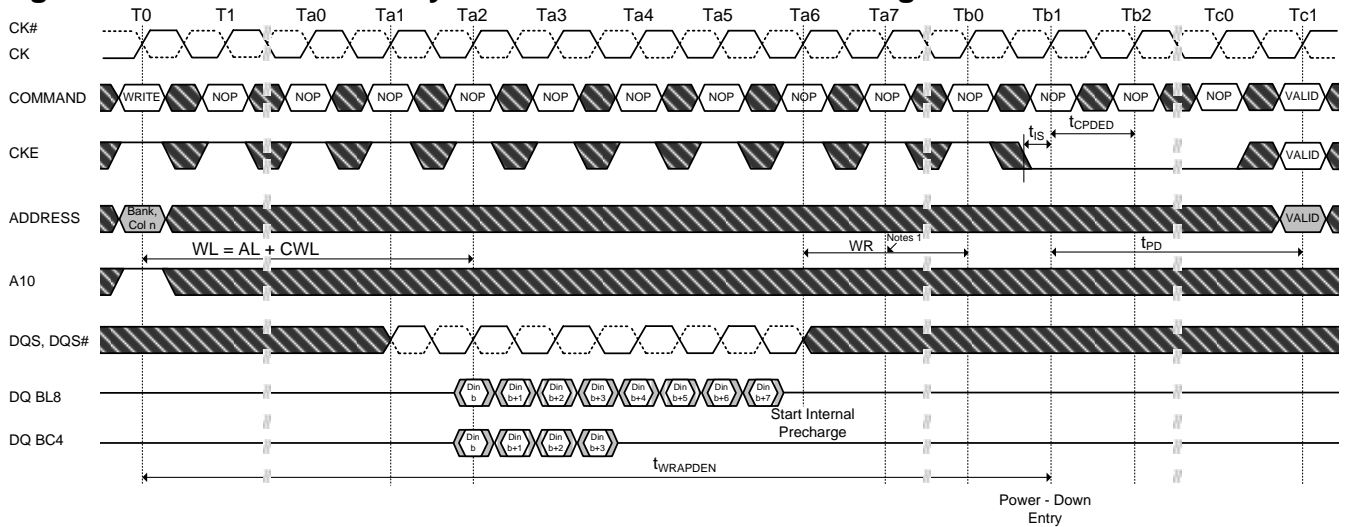 T0 T1 Ta0 Ta1 Ta2 Ta3 Ta4 Ta5 Ta6 Ta7 Tb0 Tb1 Tb2 Tc0 Tc1
CK#
CK
COMMAND WRITE NOP NOP NOP NOP NOP NOP NOP NOP NOP NOP NOP NOP NOP VALID
tIS tCPDED
CKE VALID
ADDRESS Bank, Col n VALID
WL = AL + CWL WR Notes 1 tPD
A10
DQS, DQS#
DQ BL8 Din b Din b+1 Din b+2 Din b+3 Din b+4 Din b+5 Din b+6 Din b+7
Start Internal
Precharge
DQ BC4 Din b Din b+1 Din b+2 Din b+3
tWRAPDEN
Power - Down
Entry